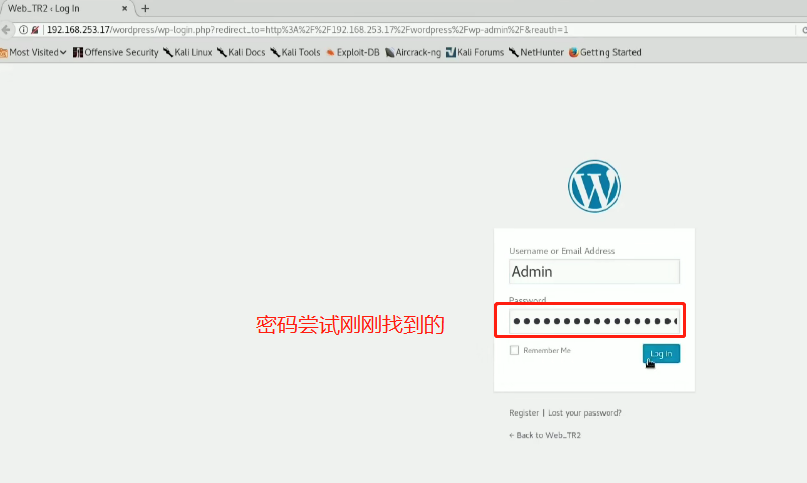 Web_TR2 ‹ Log In × +
192.168.253.17/wordpress/wp-login.php?redirect_to=http%3A%2F%2F192.168.253.17%2Fwordpress%2Fwp-admin%2F&reauth=1
Most Visited Offensive Security Kali Linux Kali Docs Kali Tools Exploit-DB Aircrack-ng Kali Forums NetHunter Getting Started
Username or Email Address
Admin
Password
密码尝试刚刚找到的
Remember Me Log In
Register | Lost your password?
← Back to Web_TR2